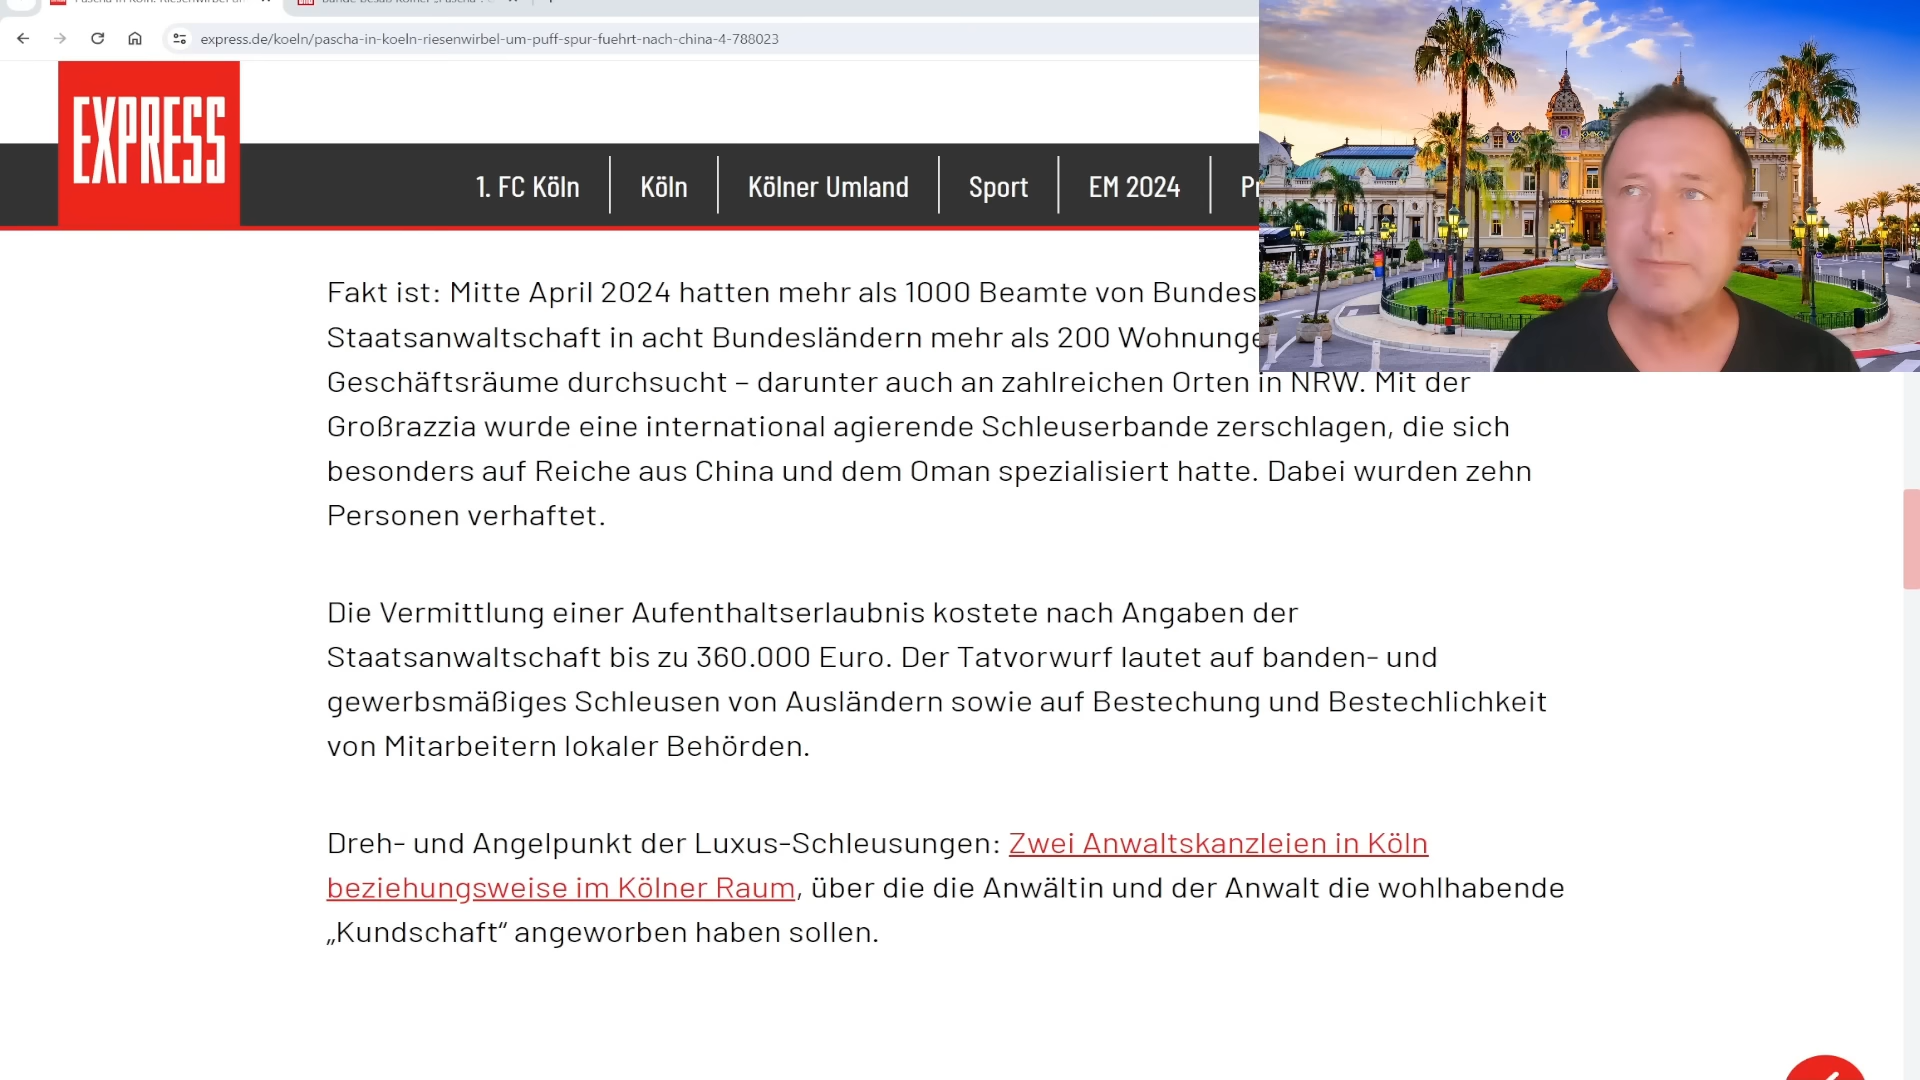 express.de/koeln/pascha-in-koeln-riesenwirbel-um-puff-spur-fuehrt-nach-china-4-788023
EXPRESS
1. FC Köln
Köln
Kölner Umland
Sport
EM 2024
Fakt ist: Mitte April 2024 hatten mehr als 1000 Beamte von Bundes
Staatsanwaltschaft in acht Bundesländern mehr als 200 Wohnunge
Geschäftsräume durchsucht – darunter auch an zahlreichen Orten in NRW. Mit der
Großrazzia wurde eine international agierende Schleuserbande zerschlagen, die sich
besonders auf Reiche aus China und dem Oman spezialisiert hatte. Dabei wurden zehn
Personen verhaftet.
Die Vermittlung einer Aufenthaltserlaubnis kostete nach Angaben der
Staatsanwaltschaft bis zu 360.000 Euro. Der Tatvorwurf lautet auf banden- und
gewerbsmäßiges Schleusen von Ausländern sowie auf Bestechung und Bestechlichkeit
von Mitarbeitern lokaler Behörden.
Dreh- und Angelpunkt der Luxus-Schleusungen: Zwei Anwaltskanzleien in Köln
beziehungsweise im Kölner Raum, über die die Anwältin und der Anwalt die wohlhabende
„Kundschaft“ angeworben haben sollen.